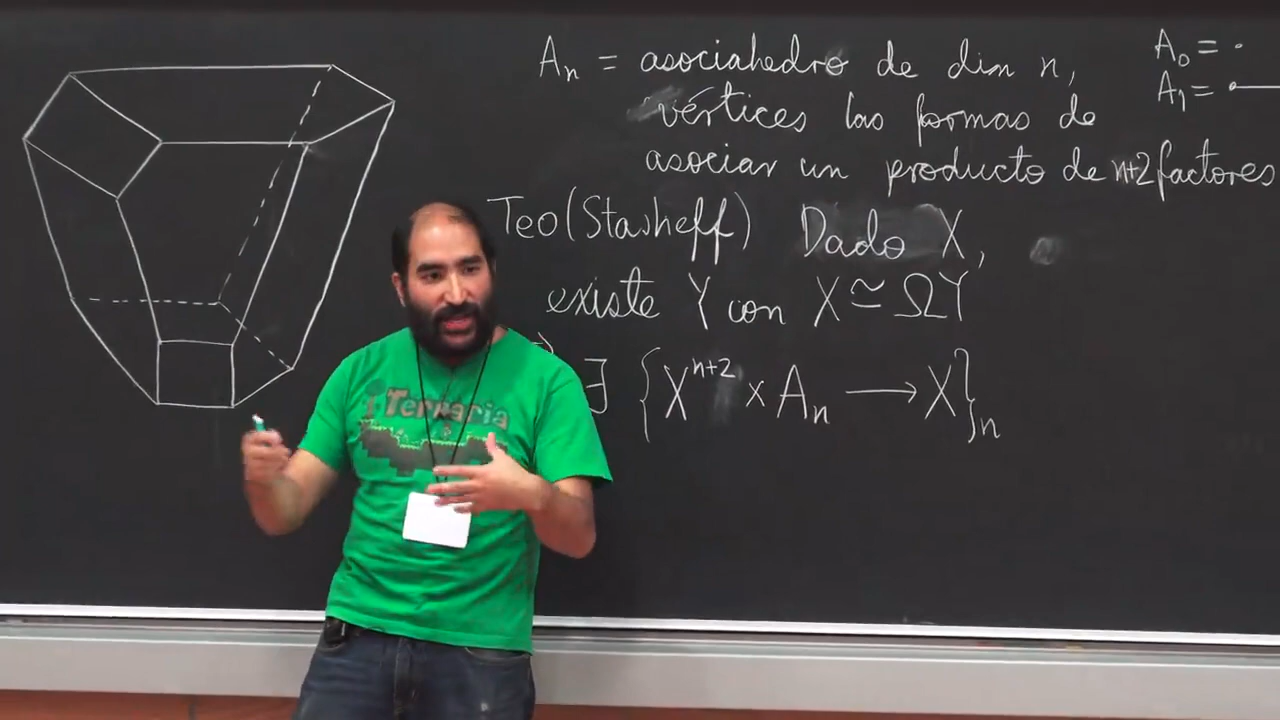 Aₙ = asociahedro de dim n,
vértices las formas de
asociar un producto de n+2 factores
A₀ = ·
A₁ =
Teo (Stasheff) Dado X,
existe Y con X ≃ ΩY
∃ {Xⁿ⁺² × Aₙ ⟶ X}ₙ
Terraria